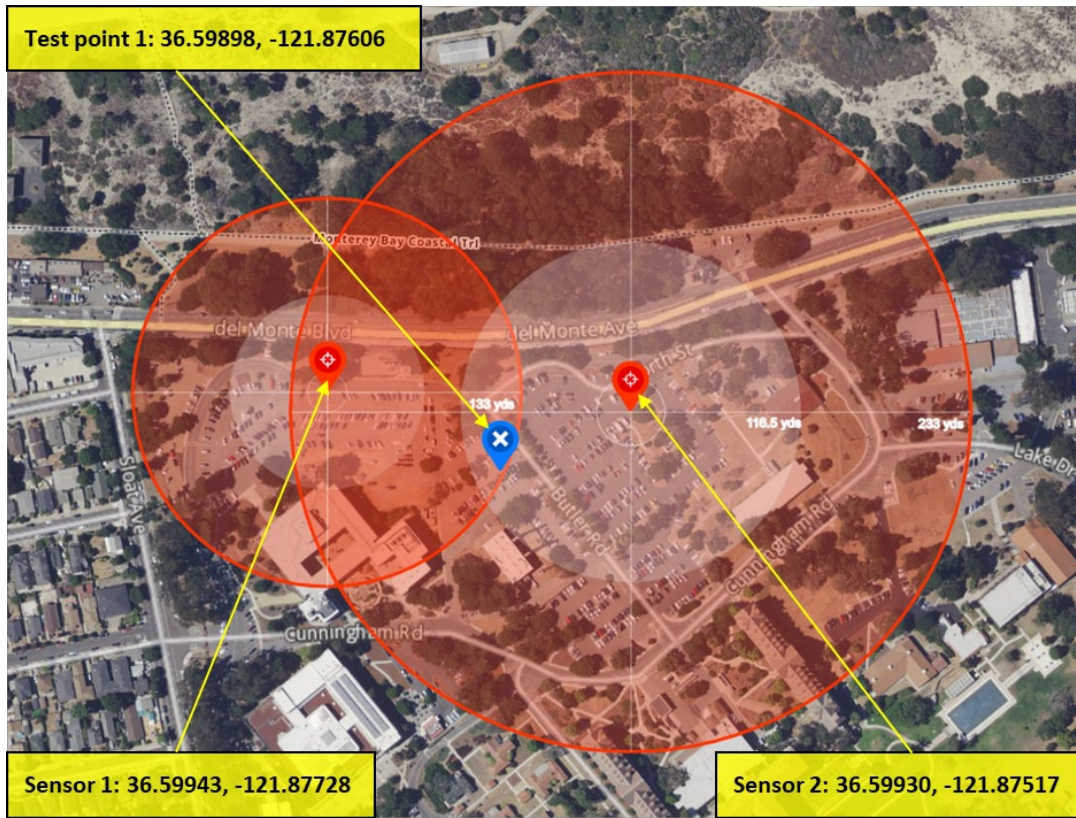 Test point 1: 36.59898, -121.87606
Monterey Bay Coastal Trl
del Monte Blvd
del Monte Ave
North St
133 yds
116.5 yds
233 yds
Lake Dr
Sloat Ave
Butler Rd
Cunningham Rd
Cunningham Rd
Sensor 1: 36.59943, -121.87728
Sensor 2: 36.59930, -121.87517